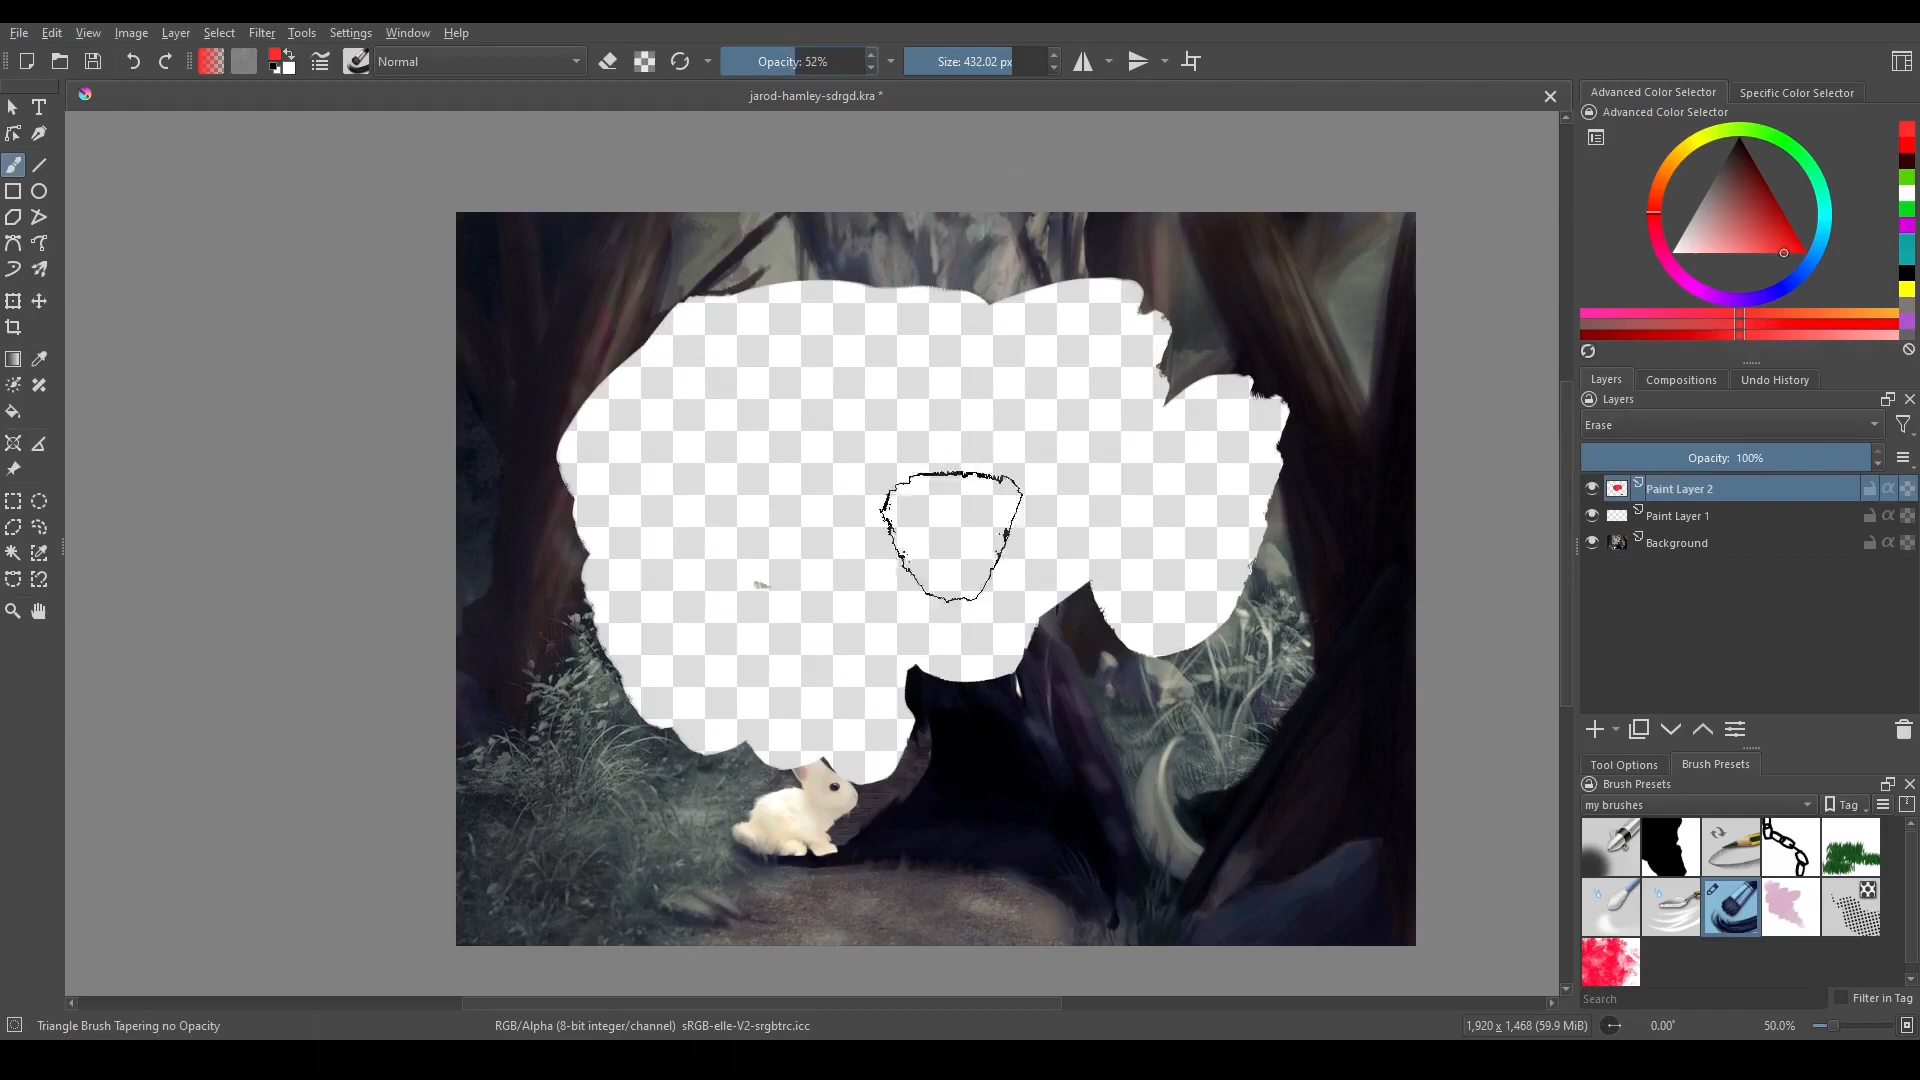 File Edit View Image Layer Select Filter Tools Settings Window Help
Normal
Opacity: 52%
Size: 432.02 px
jarod-hamley-sdrgd.kra *
Advanced Color Selector
Specific Color Selector
Advanced Color Selector
Layers
Compositions
Undo History
Layers
Erase
Opacity: 100%
Paint Layer 2
Paint Layer 1
Background
Tool Options
Brush Presets
Brush Presets
my brushes
Tag
Search
Filter in Tag
Triangle Brush Tapering no Opacity
RGB/Alpha (8-bit integer/channel) sRGB-elle-V2-srgbtrc.icc
1,920 x 1,468 (59.9 MiB)
0.00°
50.0%